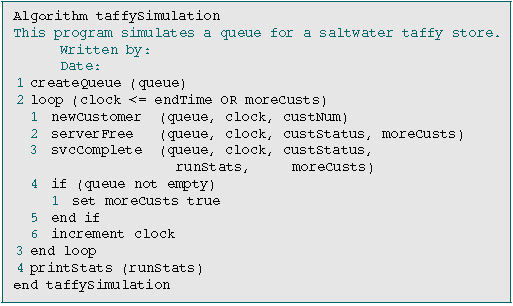 Algorithm taffySimulation
This program simulates a queue for a saltwater taffy store.
Written by:
Date:
1 createQueue (queue)
2 loop (clock <= endTime OR moreCusts)
1 newCustomer (queue, clock, custNum)
2 serverFree (queue, clock, custStatus, moreCusts)
3 svcComplete (queue, clock, custStatus,
runStats, moreCusts)
4 if (queue not empty)
1 set moreCusts true
5 end if
6 increment clock
3 end loop
4 printStats (runStats)
end taffySimulation